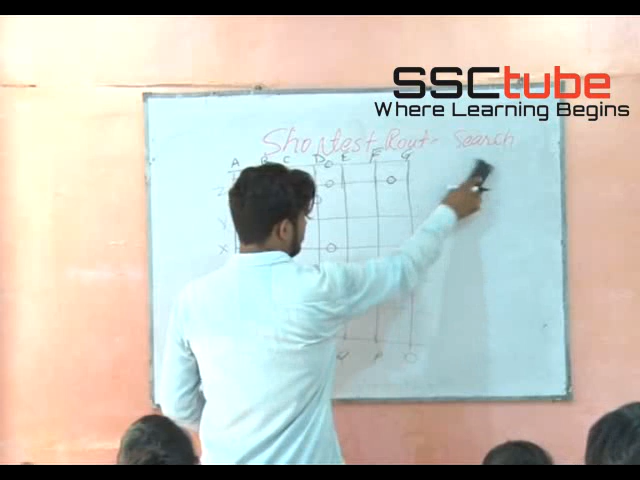 SSCtube
Where Learning Begins
Shortest Rout- Search
A B C D E F G
Z
Y
X